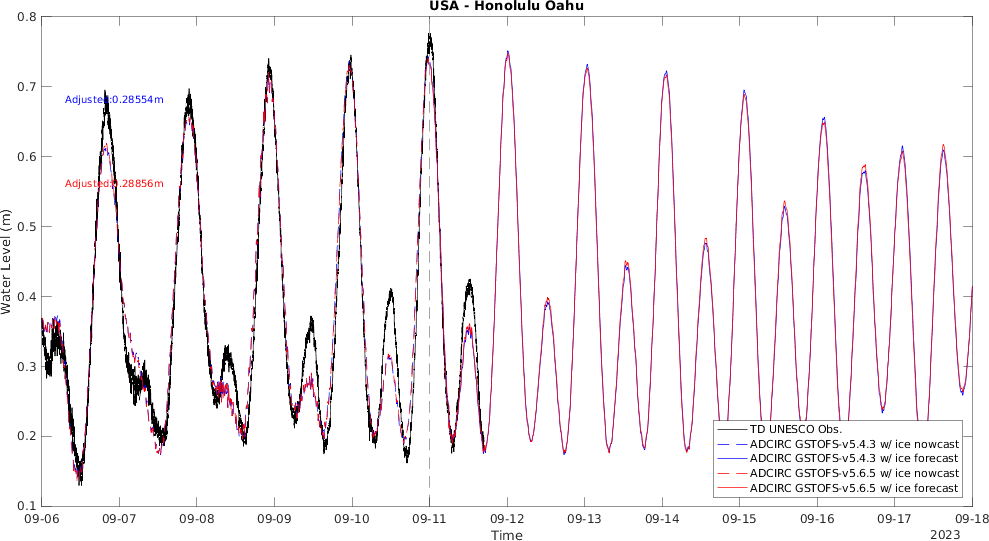 USA - Honolulu Oahu
0.8
0.7
0.6
0.5
0.4
0.3
0.2
0.1
Water Level (m)
Adjusted:0.28554m
Adjusted:0.28856m
TD UNESCO Obs.
ADCIRC GSTOFS-v5.4.3 w/ ice nowcast
ADCIRC GSTOFS-v5.4.3 w/ ice forecast
ADCIRC GSTOFS-v5.6.5 w/ ice nowcast
ADCIRC GSTOFS-v5.6.5 w/ ice forecast
09-06 09-07 09-08 09-09 09-10 09-11 09-12 09-13 09-14 09-15 09-16 09-17 09-18
Time
2023